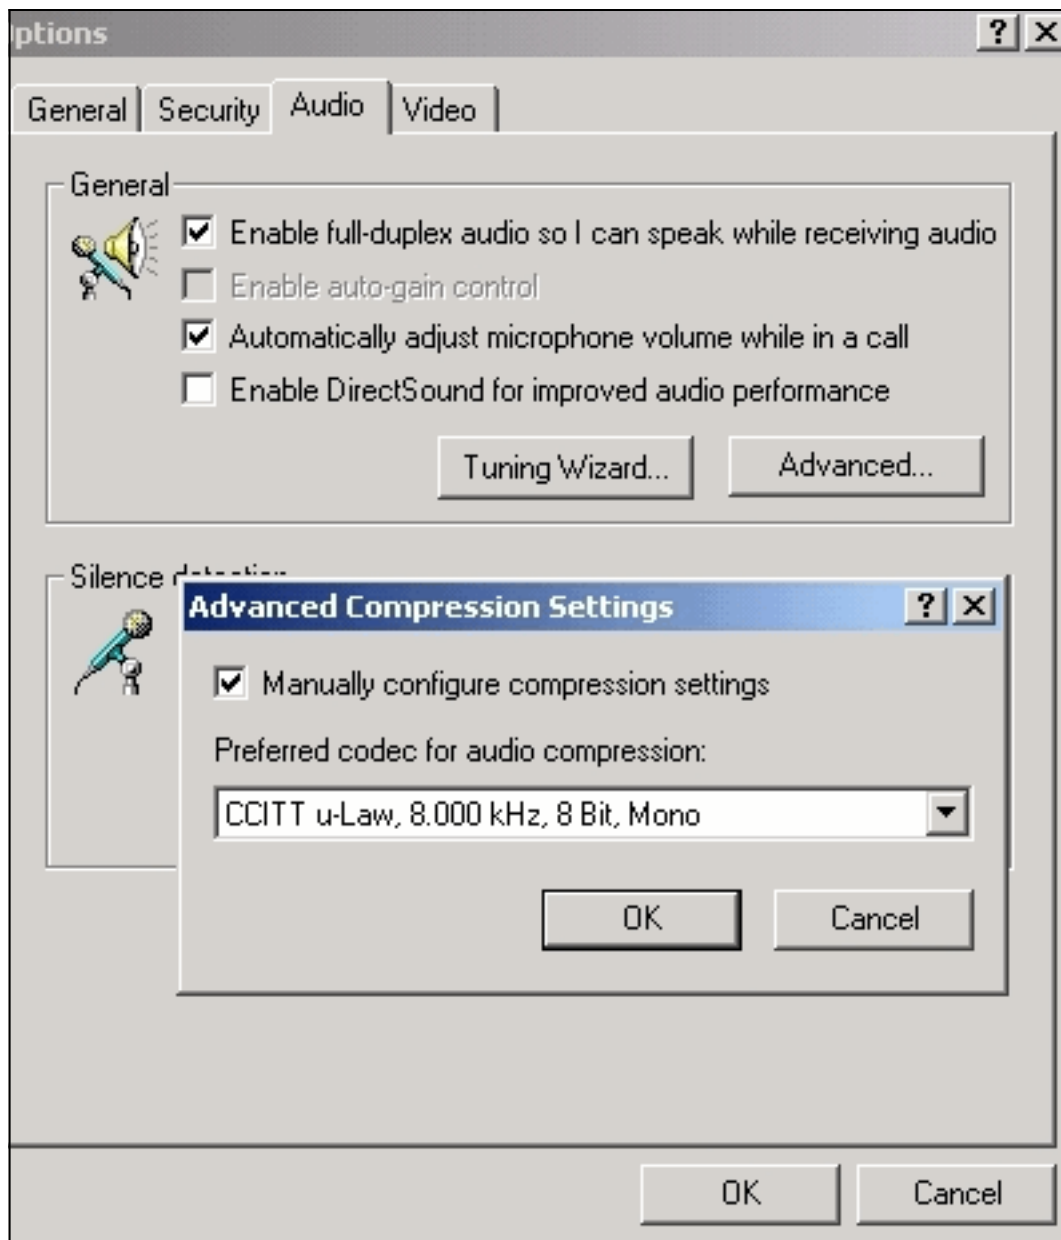 ptions
General Security Audio Video
General
Enable full-duplex audio so I can speak while receiving audio
Enable auto-gain control
Automatically adjust microphone volume while in a call
Enable DirectSound for improved audio performance
Tuning Wizard... Advanced...
Silence detection
Advanced Compression Settings
Manually configure compression settings
Preferred codec for audio compression:
CCITT u-Law, 8.000 kHz, 8 Bit, Mono
OK Cancel
OK Cancel